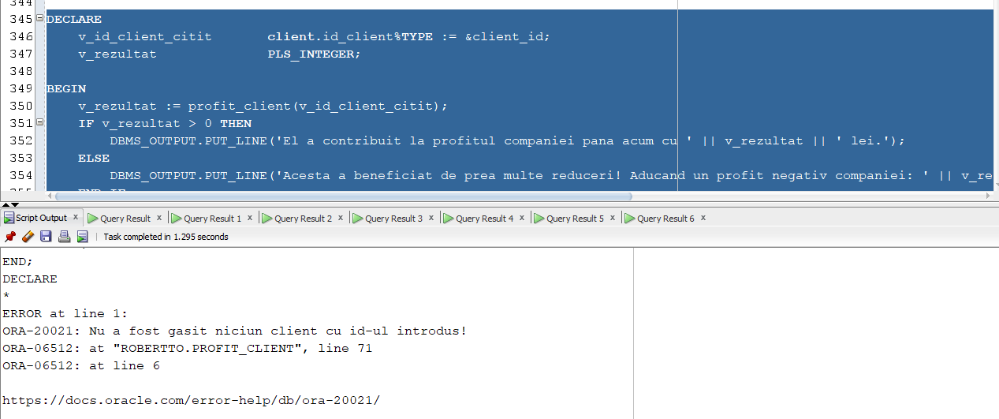 344
345 DECLARE
346 v_id_client_citit client.id_client%TYPE := &client_id;
347 v_rezultat PLS_INTEGER;
348
349 BEGIN
350 v_rezultat := profit_client(v_id_client_citit);
351 IF v_rezultat > 0 THEN
352 DBMS_OUTPUT.PUT_LINE('El a contribuit la profitul companiei pana acum cu ' || v_rezultat || ' lei.');
353 ELSE
354 DBMS_OUTPUT.PUT_LINE('Acesta a beneficiat de prea multe reduceri! Aducand un profit negativ companiei: ' || v_re
355 END IF
Script Output x Query Result x Query Result 1 x Query Result 2 x Query Result 3 x Query Result 4 x Query Result 5 x Query Result 6 x
Task completed in 1.295 seconds
END;
DECLARE
*
ERROR at line 1:
ORA-20021: Nu a fost gasit niciun client cu id-ul introdus!
ORA-06512: at "ROBERTTO.PROFIT_CLIENT", line 71
ORA-06512: at line 6
https://docs.oracle.com/error-help/db/ora-20021/